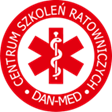 CENTRUM SZKOLEŃ RATOWNICZYCH
• DAN-MED •